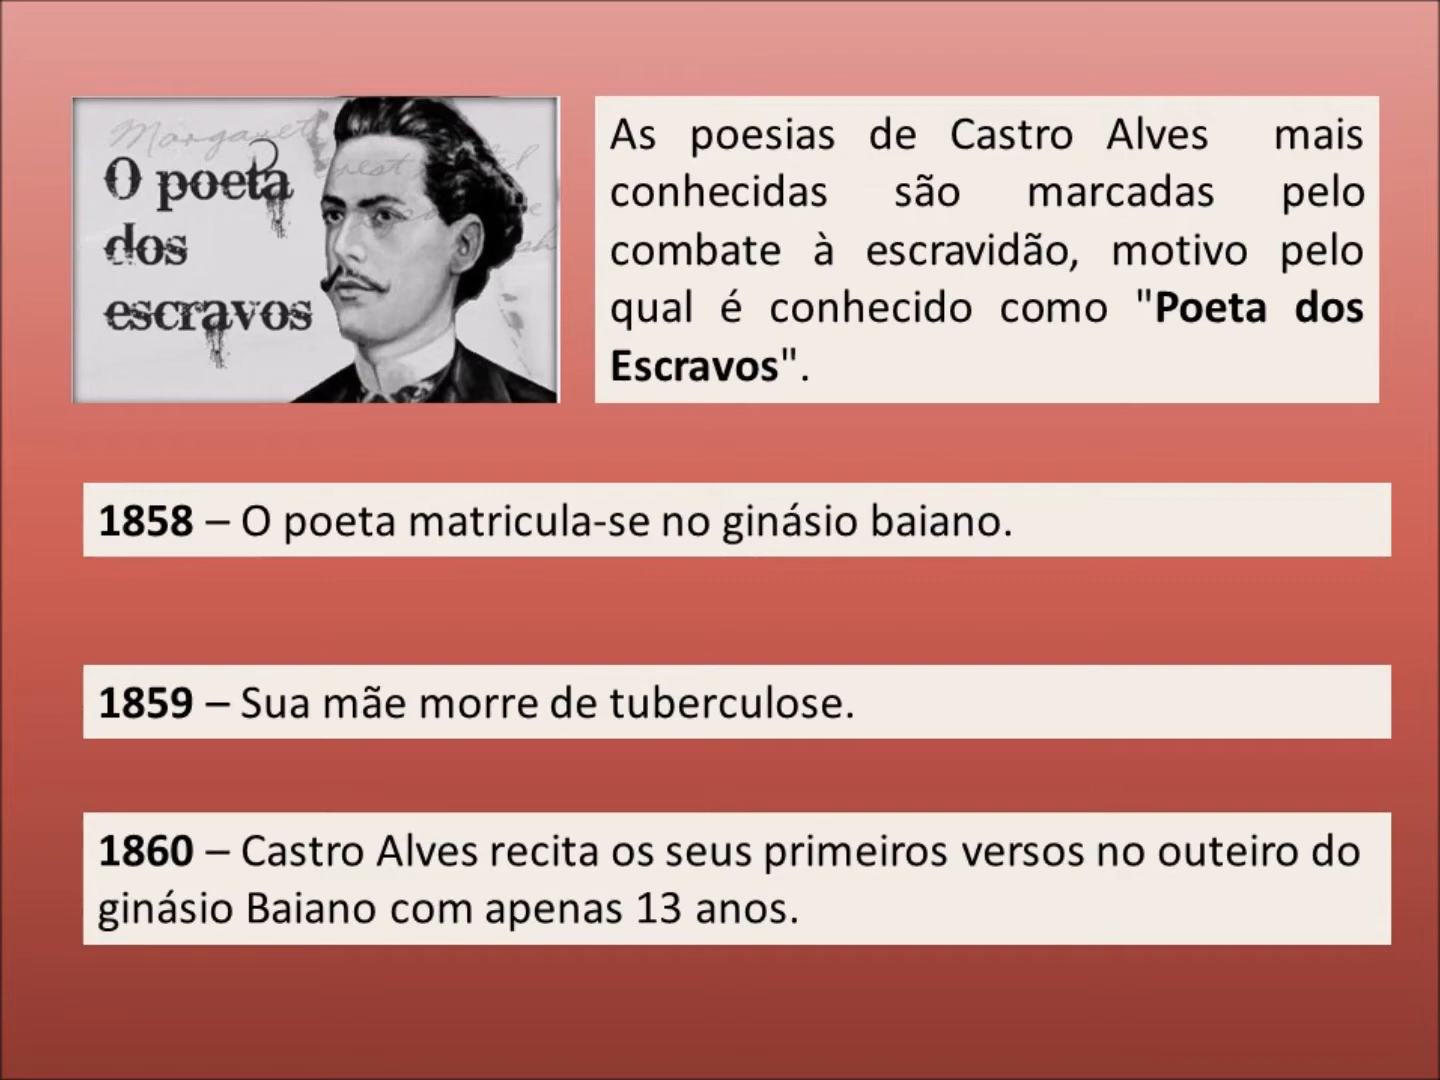 O poeta
dos
escravos
As poesias de Castro Alves mais
conhecidas são marcadas pelo
combate à escravidão, motivo pelo
qual é conhecido como "Poeta dos
Escravos".
1858 – O poeta matricula-se no ginásio baiano.
1859 – Sua mãe morre de tuberculose.
1860 – Castro Alves recita os seus primeiros versos no outeiro do
ginásio Baiano com apenas 13 anos.